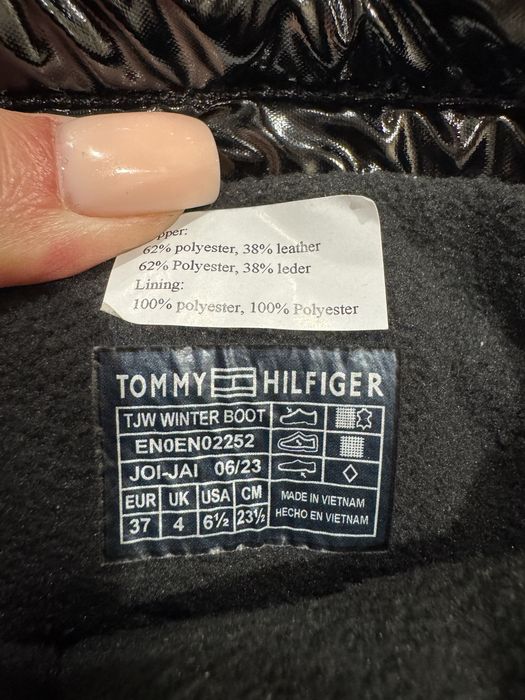 62% polyester, 38% leather
62% Polyester, 38% leder
Lining:
100% polyester, 100% Polyester
TOMMY HILFIGER
TJW WINTER BOOT
EN0EN02252
JOI-JAI 06/23
EUR UK USA CM
37 4 6½ 23½
MADE IN VIETNAM
HECHO EN VIETNAM